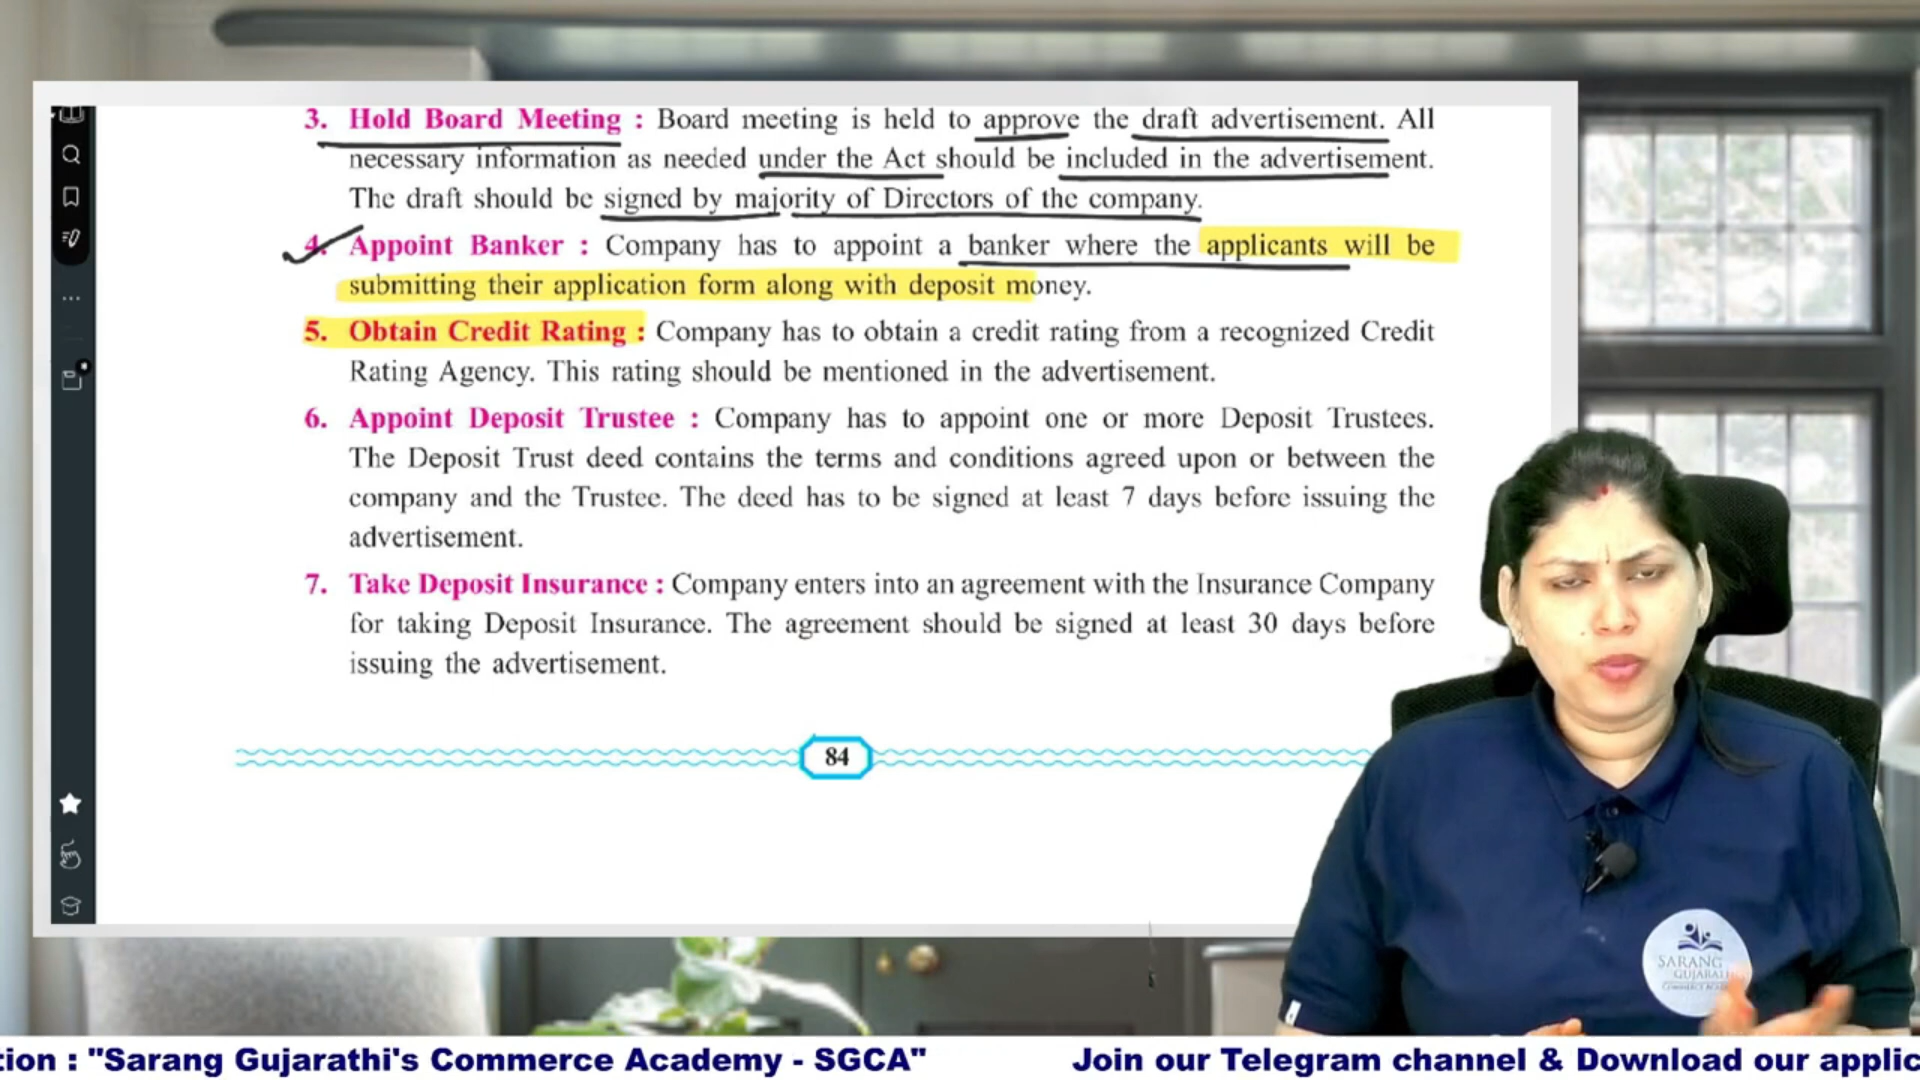 3. Hold Board Meeting : Board meeting is held to approve the draft advertisement. All
necessary information as needed under the Act should be included in the advertisement.
The draft should be signed by majority of Directors of the company.
4. Appoint Banker : Company has to appoint a banker where the applicants will be
submitting their application form along with deposit money.
5. Obtain Credit Rating : Company has to obtain a credit rating from a recognized Credit
Rating Agency. This rating should be mentioned in the advertisement.
6. Appoint Deposit Trustee : Company has to appoint one or more Deposit Trustees.
The Deposit Trust deed contains the terms and conditions agreed upon or between the
company and the Trustee. The deed has to be signed at least 7 days before issuing the
advertisement.
7. Take Deposit Insurance : Company enters into an agreement with the Insurance Company
for taking Deposit Insurance. The agreement should be signed at least 30 days before
issuing the advertisement.
84
SARANG
GUJARATHI
tion : "Sarang Gujarathi's Commerce Academy - SGCA" Join our Telegram channel & Download our applic